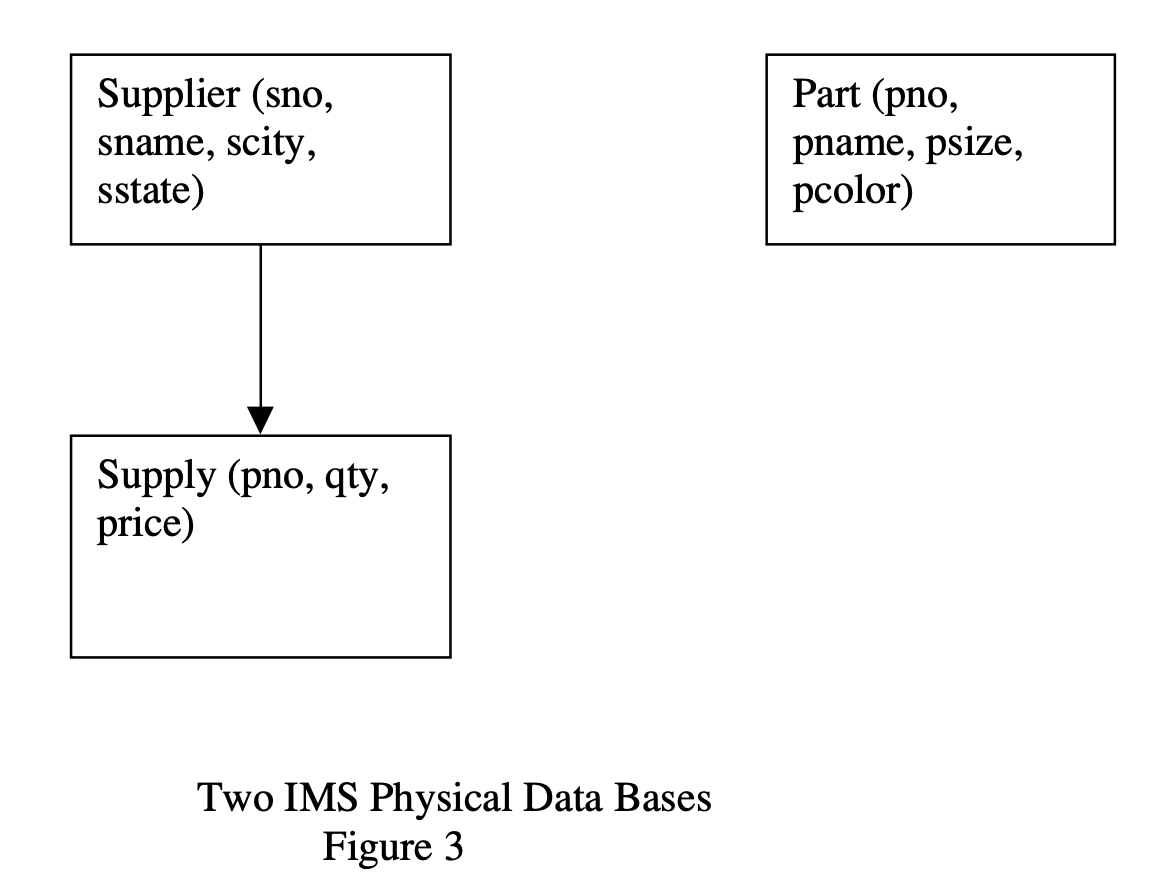 Supplier (sno,
sname, scity,
sstate)
Part (pno,
pname, psize,
pcolor)
Supply (pno, qty,
price)
Two IMS Physical Data Bases
Figure 3